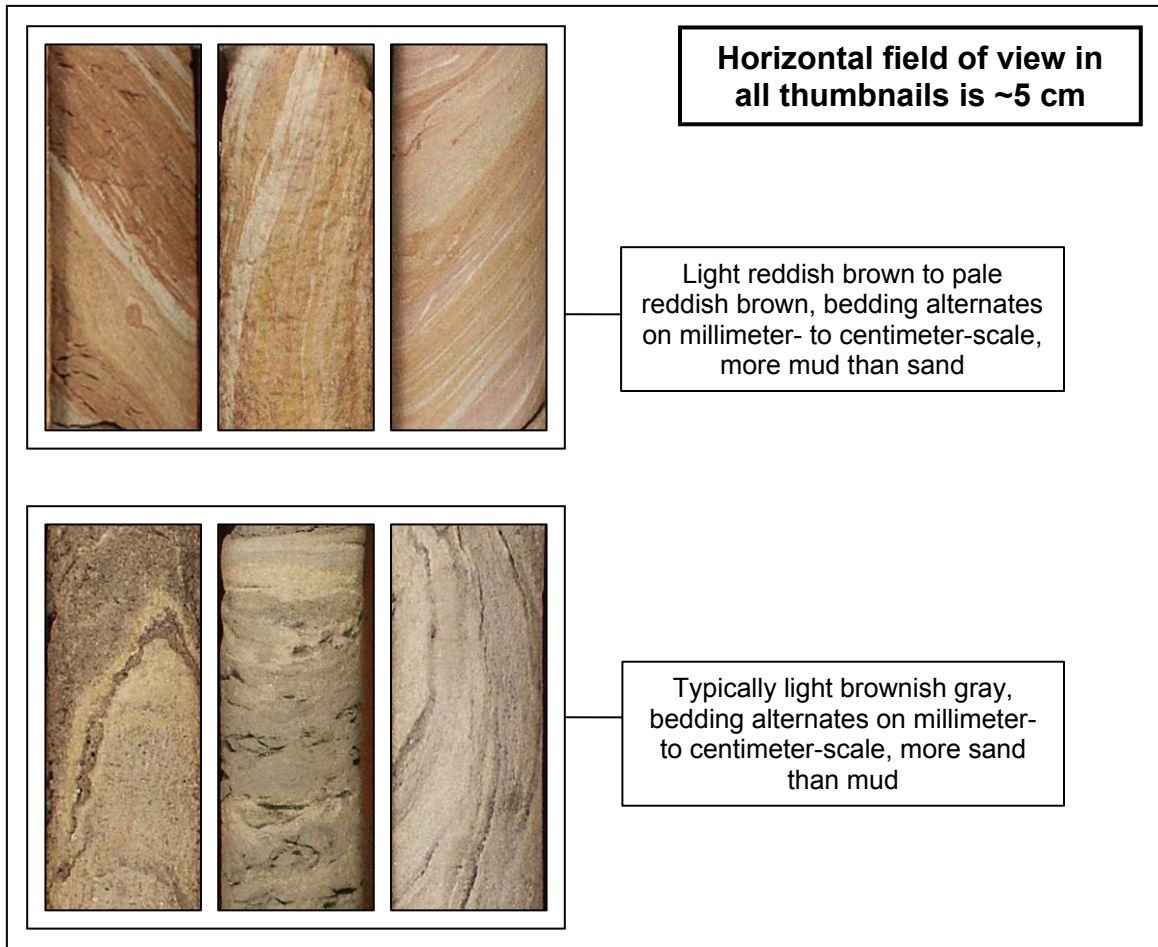 Horizontal field of view in
all thumbnails is ~5 cm
Light reddish brown to pale
reddish brown, bedding alternates
on millimeter- to centimeter-scale,
more mud than sand
Typically light brownish gray,
bedding alternates on millimeter-
to centimeter-scale, more sand
than mud